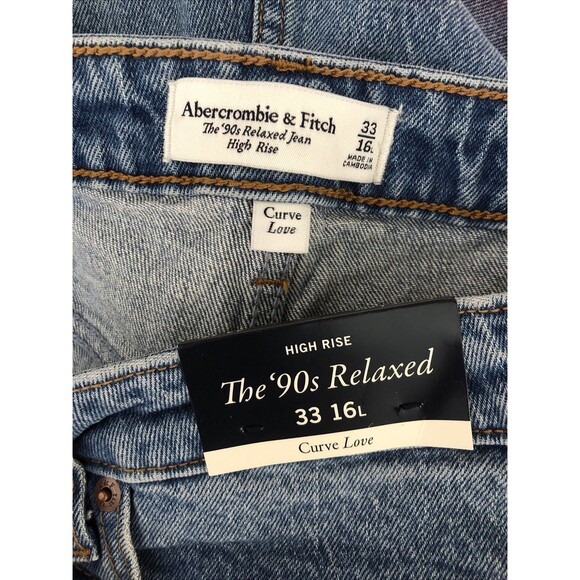 Abercrombie & Fitch
The '90s Relaxed Jean
High Rise
33
16L
MADE IN
CAMBODIA
Curve
Love
HIGH RISE
The '90s Relaxed
33 16L
Curve Love